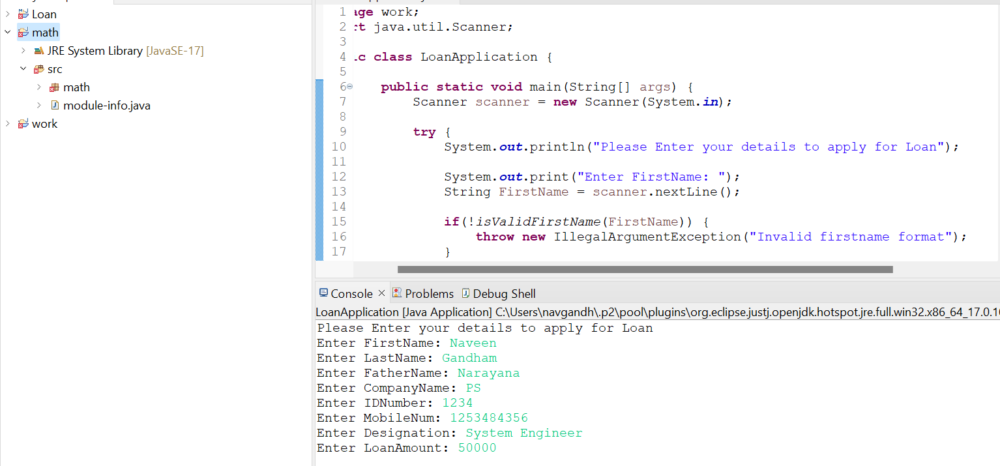 Loan
math
JRE System Library [JavaSE-17]
src
math
module-info.java
work
1 age work;
2 ct java.util.Scanner;
3
4 ic class LoanApplication {
5
6 public static void main(String[] args) {
7 Scanner scanner = new Scanner(System.in);
8
9 try {
10 System.out.println("Please Enter your details to apply for Loan");
11
12 System.out.print("Enter FirstName: ");
13 String FirstName = scanner.nextLine();
14
15 if(!isValidFirstName(FirstName)) {
16 throw new IllegalArgumentException("Invalid firstname format");
17 }
Console Problems Debug Shell
LoanApplication [Java Application] C:\Users\navgandh\.p2\pool\plugins\org.eclipse.justj.openjdk.hotspot.jre.full.win32.x86_64_17.0.10
Please Enter your details to apply for Loan
Enter FirstName: Naveen
Enter LastName: Gandham
Enter FatherName: Narayana
Enter CompanyName: PS
Enter IDNumber: 1234
Enter MobileNum: 1253484356
Enter Designation: System Engineer
Enter LoanAmount: 50000